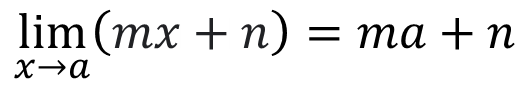 lim(mx + n) = ma + n
x→a